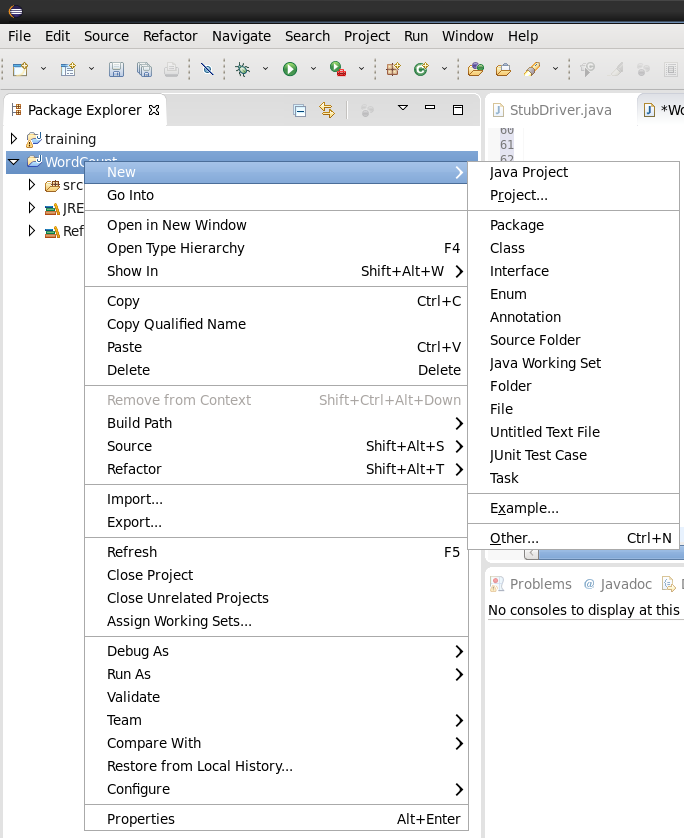 File Edit Source Refactor Navigate Search Project Run Window Help
Package Explorer
StubDriver.java
training
WordCount
src
JRE
Ref
60
61
62
New
Go Into
Open in New Window
Open Type Hierarchy F4
Show In Shift+Alt+W
Copy Ctrl+C
Copy Qualified Name
Paste Ctrl+V
Delete Delete
Remove from Context Shift+Ctrl+Alt+Down
Build Path
Source Shift+Alt+S
Refactor Shift+Alt+T
Import...
Export...
Refresh F5
Close Project
Close Unrelated Projects
Assign Working Sets...
Debug As
Run As
Validate
Team
Compare With
Restore from Local History...
Configure
Properties Alt+Enter
Java Project
Project...
Package
Class
Interface
Enum
Annotation
Source Folder
Java Working Set
Folder
File
Untitled Text File
JUnit Test Case
Task
Example...
Other... Ctrl+N
Problems @ Javadoc
No consoles to display at this